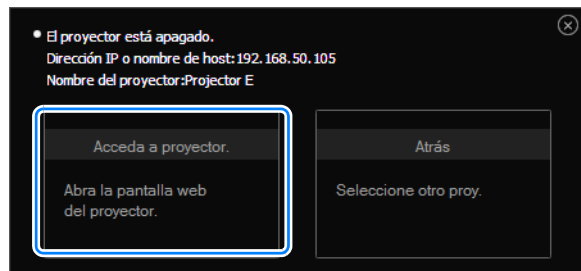 El proyector está apagado.
Dirección IP o nombre de host:192.168.50.105
Nombre del proyector:Projector E
Acceda a proyector.
Abra la pantalla web
del proyector.
Atrás
Seleccione otro proy.